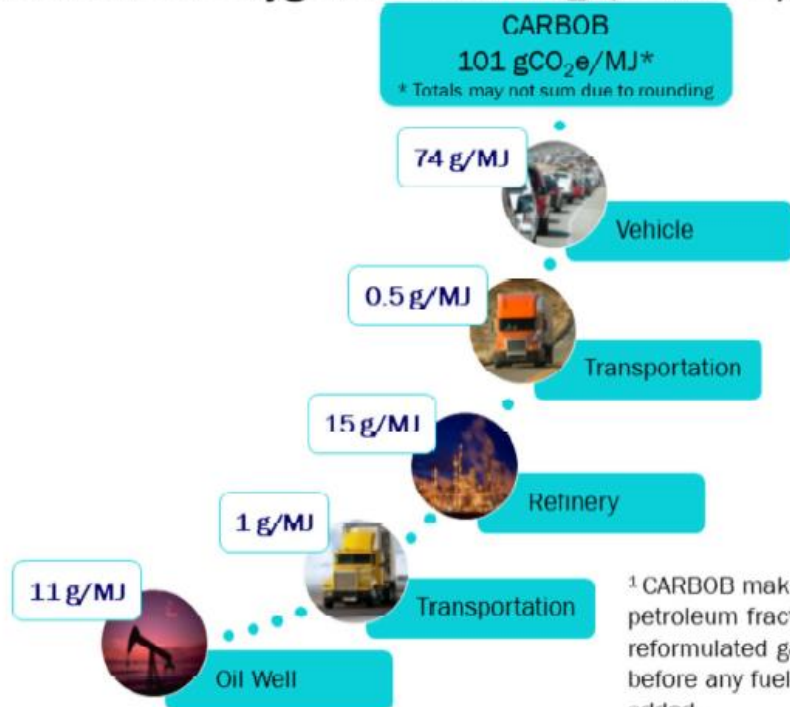 CARBOB
101 gCO₂e/MJ*
* Totals may not sum due to rounding
74 g/MJ
Vehicle
0.5 g/MJ
Transportation
15 g/MJ
Refinery
1 g/MJ
Transportation
11 g/MJ
Oil Well
¹ CARBOB mak
petroleum fract
reformulated g
before any fuel